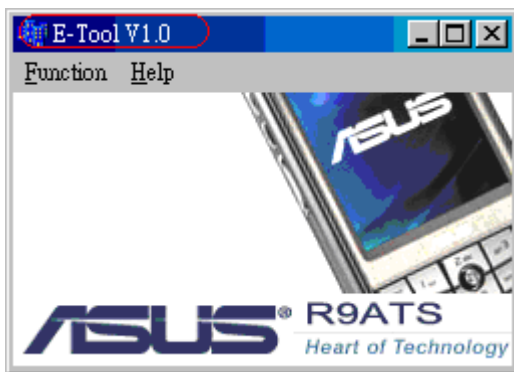 E-Tool V1.0
Function Help
ASUS
ASUS® R9ATS
Heart of Technology